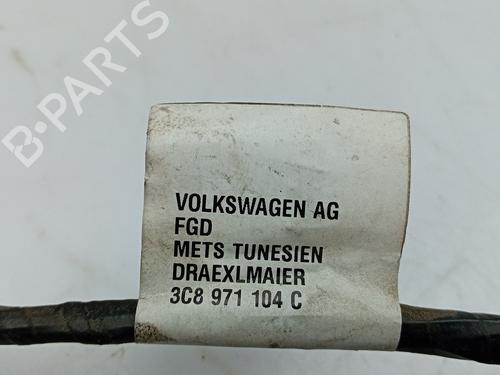 B-PARTS
VOLKSWAGEN AG
FGD
METS TUNESIEN
DRAEXLMAIER
3C8 971 104 C